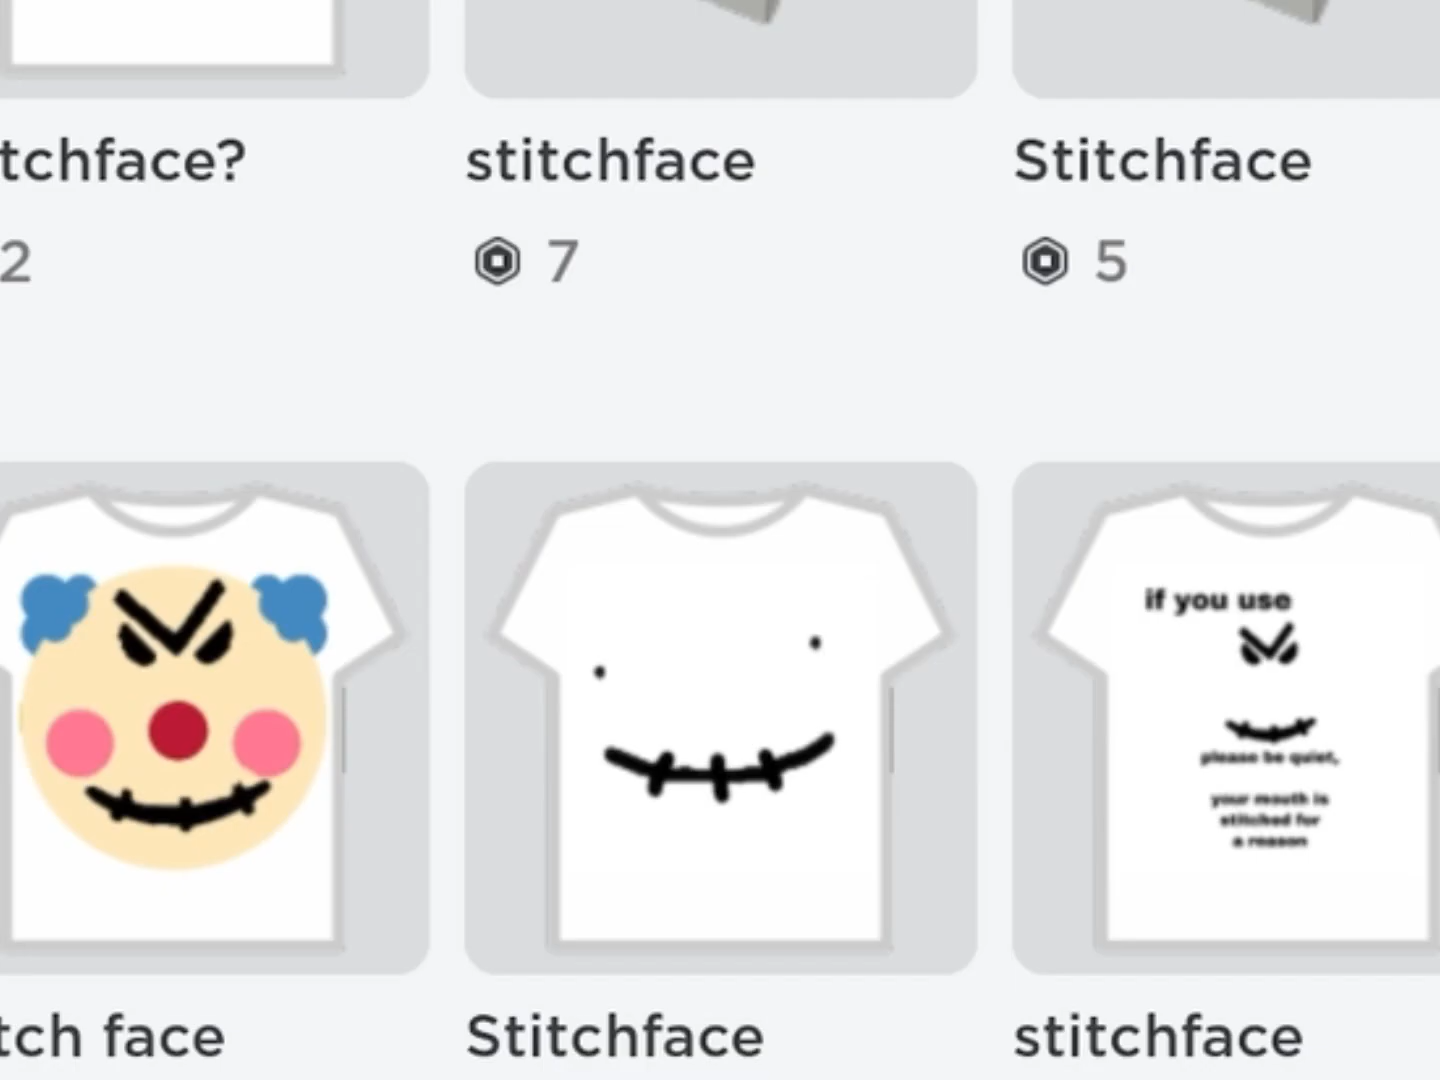 tchface?
stitchface
Stitchface
2
7
5
if you use
please be quiet,
your mouth is
stitched for
a reason
tch face
Stitchface
stitchface